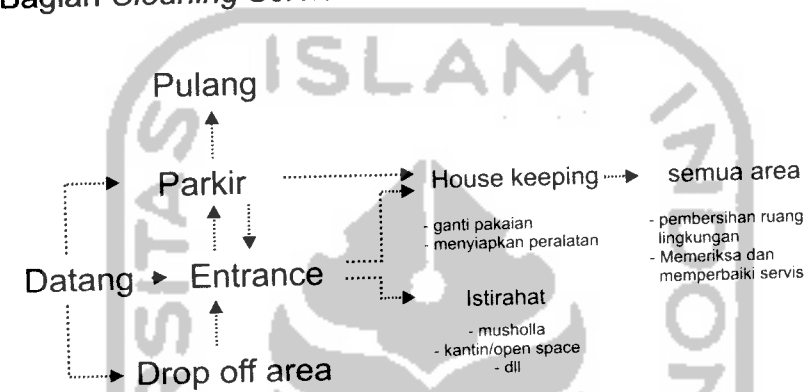 Bagian Cleaning
ISLAM
Pulang
Parkir
House keeping
semua area
- ganti pakaian
- menyiapkan peralatan
- pembersihan ruang
lingkungan
- Memeriksa dan
memperbaiki servis
Datang
Entrance
Istirahat
- musholla
- kantin/open space
- dll
Drop off area